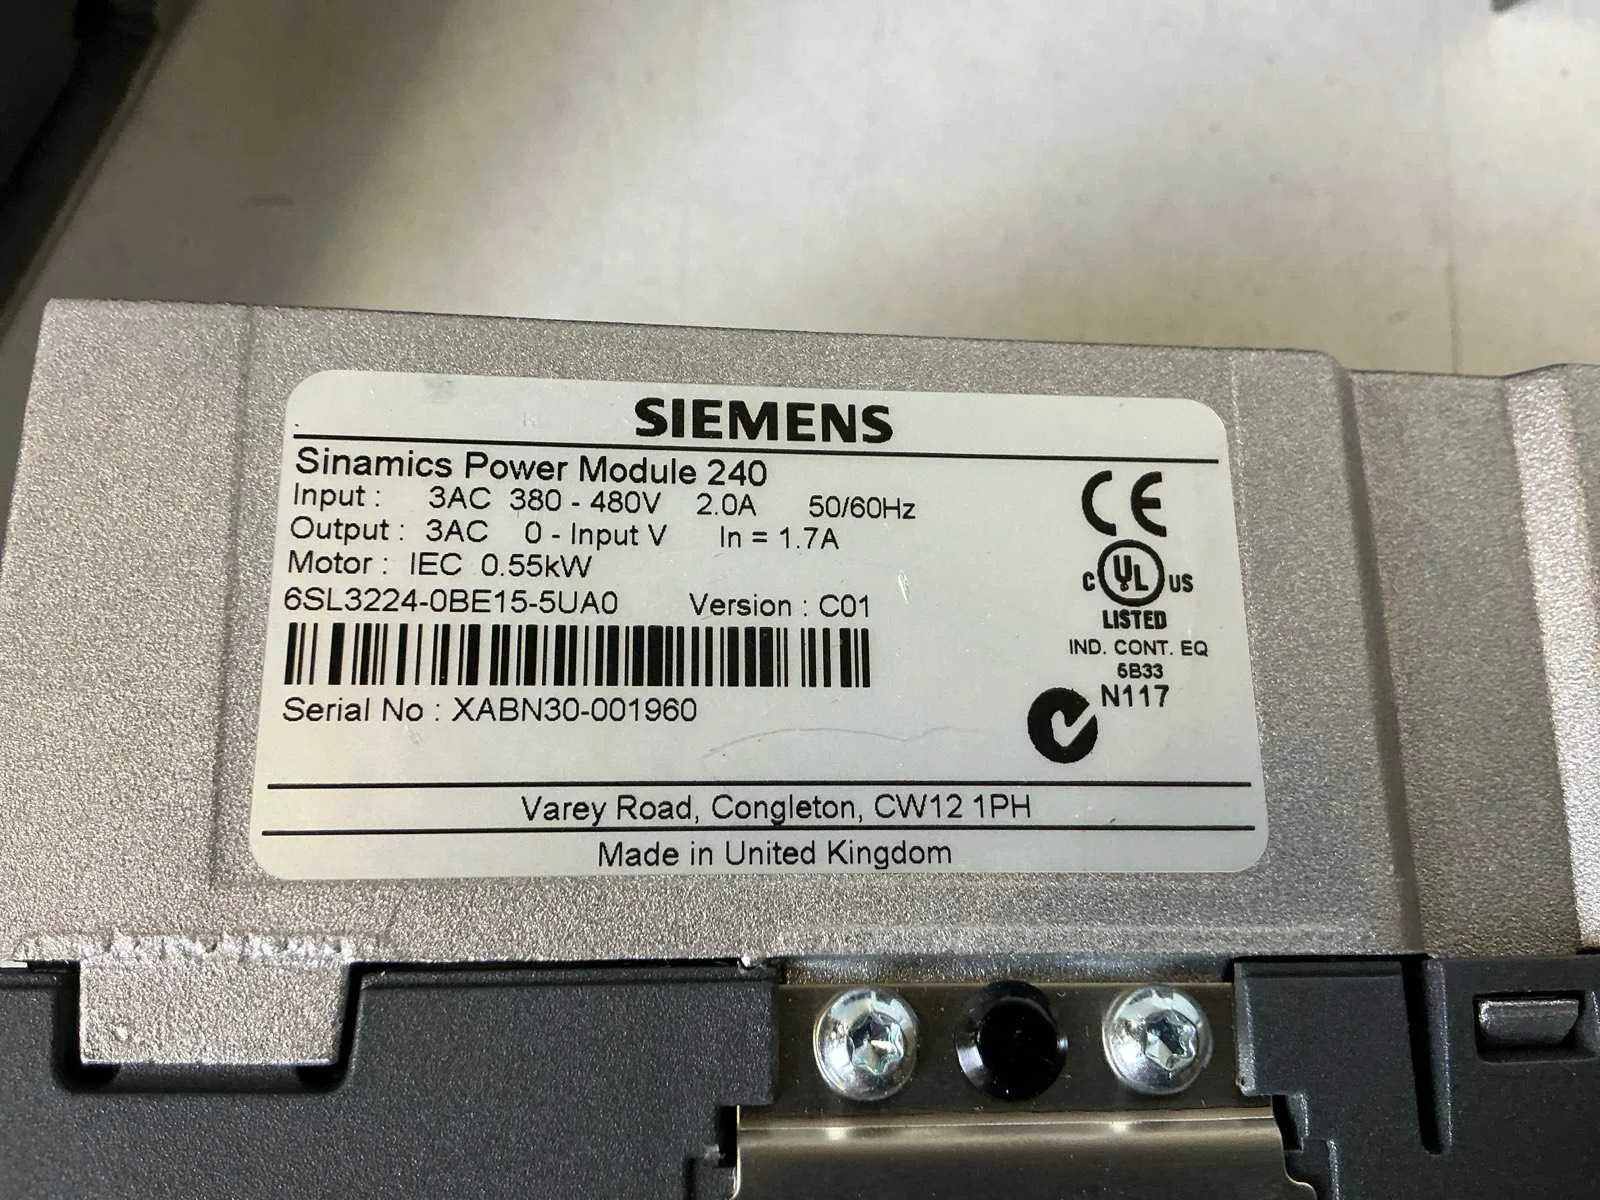 SIEMENS
Sinamics Power Module 240
Input : 3AC 380 - 480V 2.0A 50/60Hz
Output : 3AC 0 - Input V In = 1.7A
Motor : IEC 0.55kW
6SL3224-0BE15-5UA0 Version : C01
Serial No : XABN30-001960
CE
C UL US
LISTED
IND. CONT. EQ
6B33
N117
Varey Road, Congleton, CW12 1PH
Made in United Kingdom